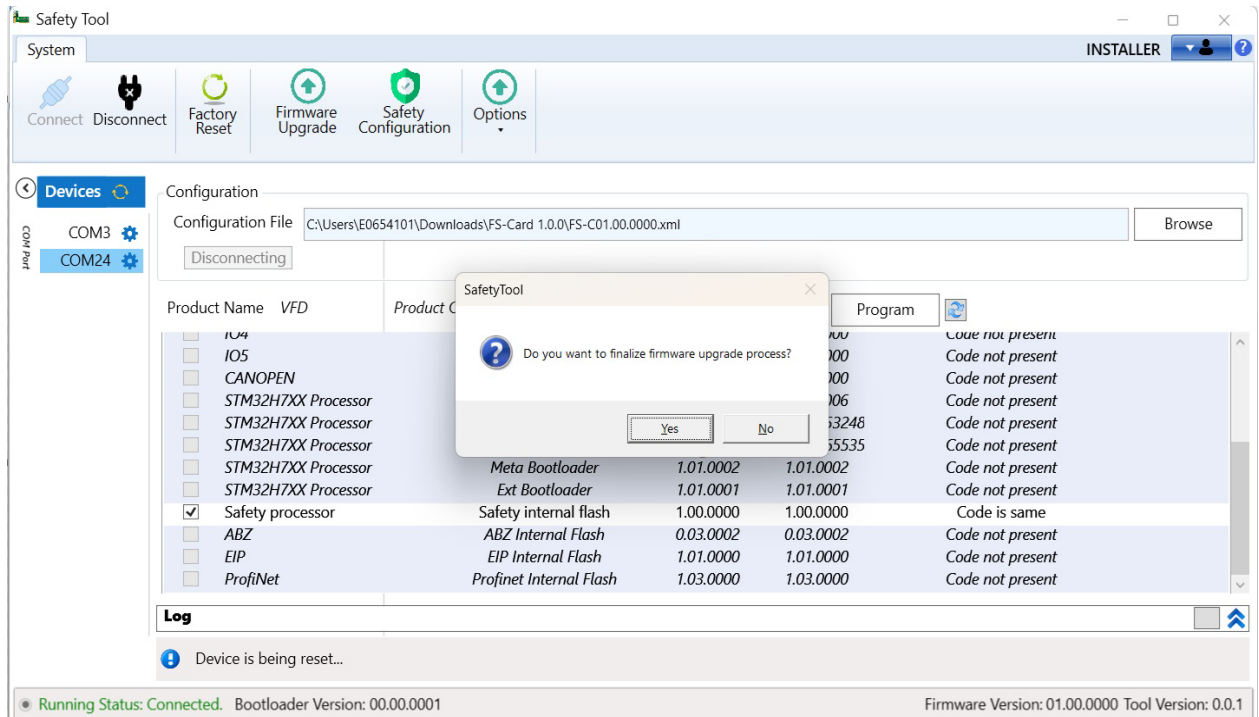 Safety Tool
System
INSTALLER
Connect
Disconnect
Factory Reset
Firmware Upgrade
Safety Configuration
Options
Devices
COM Port
COM3
COM24
Configuration
Configuration File C:\Users\E0654101\Downloads\FS-Card 1.0.0\FS-C01.00.0000.xml Browse
Disconnecting
Product Name VFD Product C Program
SafetyTool
Do you want to finalize firmware upgrade process?
Yes No
IO4 Code not present
IO5 Code not present
CANOPEN Code not present
STM32H7XX Processor Code not present
STM32H7XX Processor Code not present
STM32H7XX Processor Code not present
STM32H7XX Processor Meta Bootloader 1.01.0002 1.01.0002 Code not present
STM32H7XX Processor Ext Bootloader 1.01.0001 1.01.0001 Code not present
Safety processor Safety internal flash 1.00.0000 1.00.0000 Code is same
ABZ ABZ Internal Flash 0.03.0002 0.03.0002 Code not present
EIP EIP Internal Flash 1.01.0000 1.01.0000 Code not present
ProfiNet Profinet Internal Flash 1.03.0000 1.03.0000 Code not present
Log
Device is being reset...
Running Status: Connected. Bootloader Version: 00.00.0001 Firmware Version: 01.00.0000 Tool Version: 0.0.1